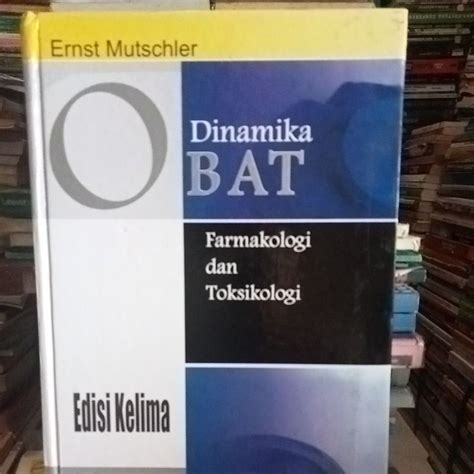 Ernst Mutschler
Dinamika
OBAT
Farmakologi
dan
Toksikologi
Edisi Kelima